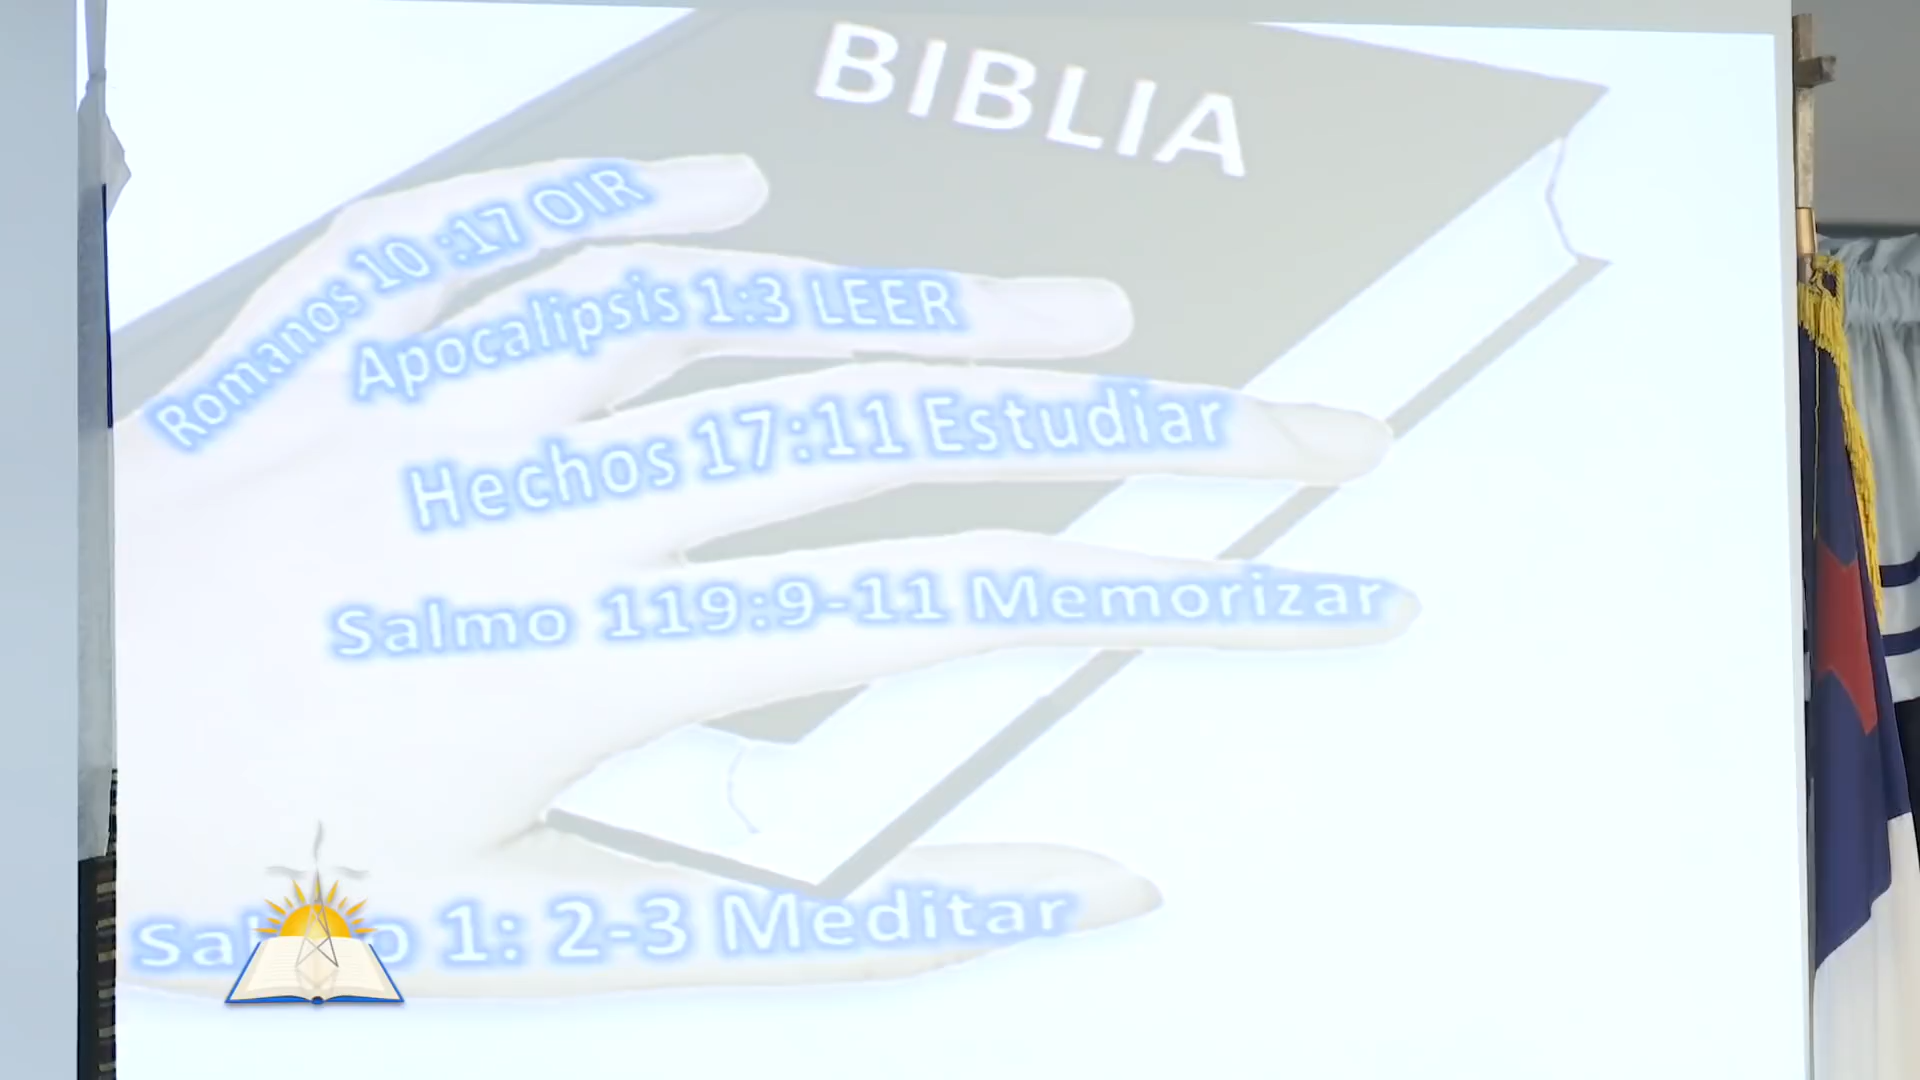 BIBLIA
Romanos 10 :17 OIR
Apocalipsis 1:3 LEER
Hechos 17:11 Estudiar
Salmo 119:9-11 Memorizar
1: 2-3 Meditar